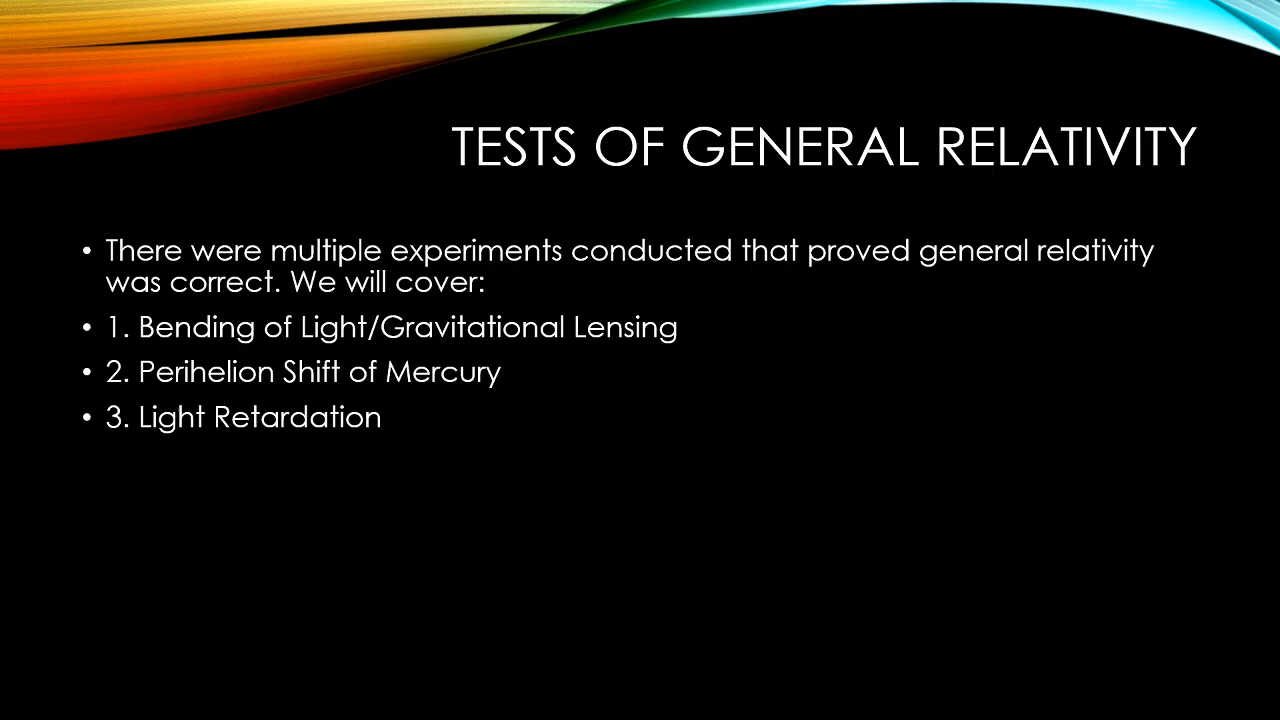 TESTS OF GENERAL RELATIVITY
• There were multiple experiments conducted that proved general relativity
was correct. We will cover:
• 1. Bending of Light/Gravitational Lensing
• 2. Perihelion Shift of Mercury
• 3. Light Retardation